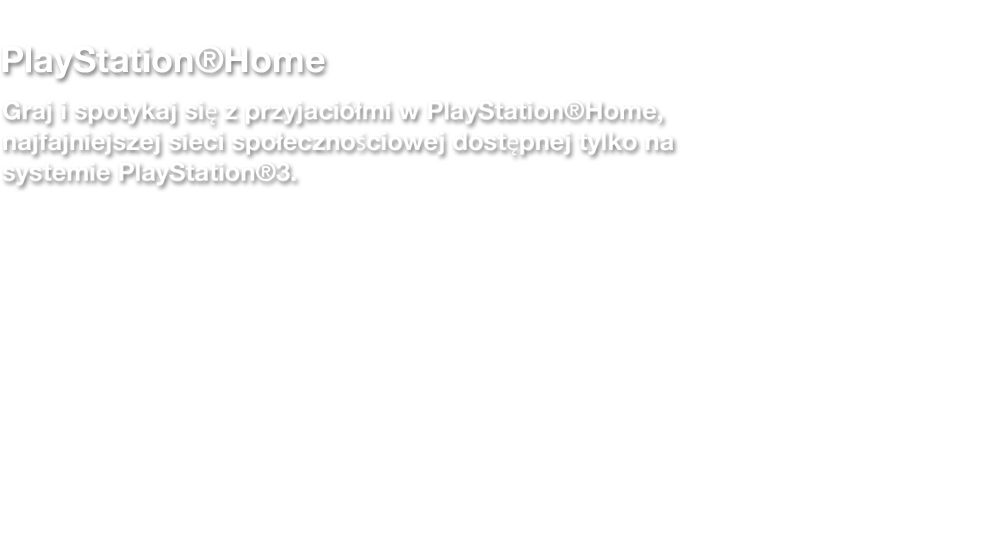 PlayStation®Home
Graj i spotykaj się z przyjaciółmi w PlayStation®Home,
najfajniejszej sieci społecznościowej dostępnej tylko na
systemie PlayStation®3.